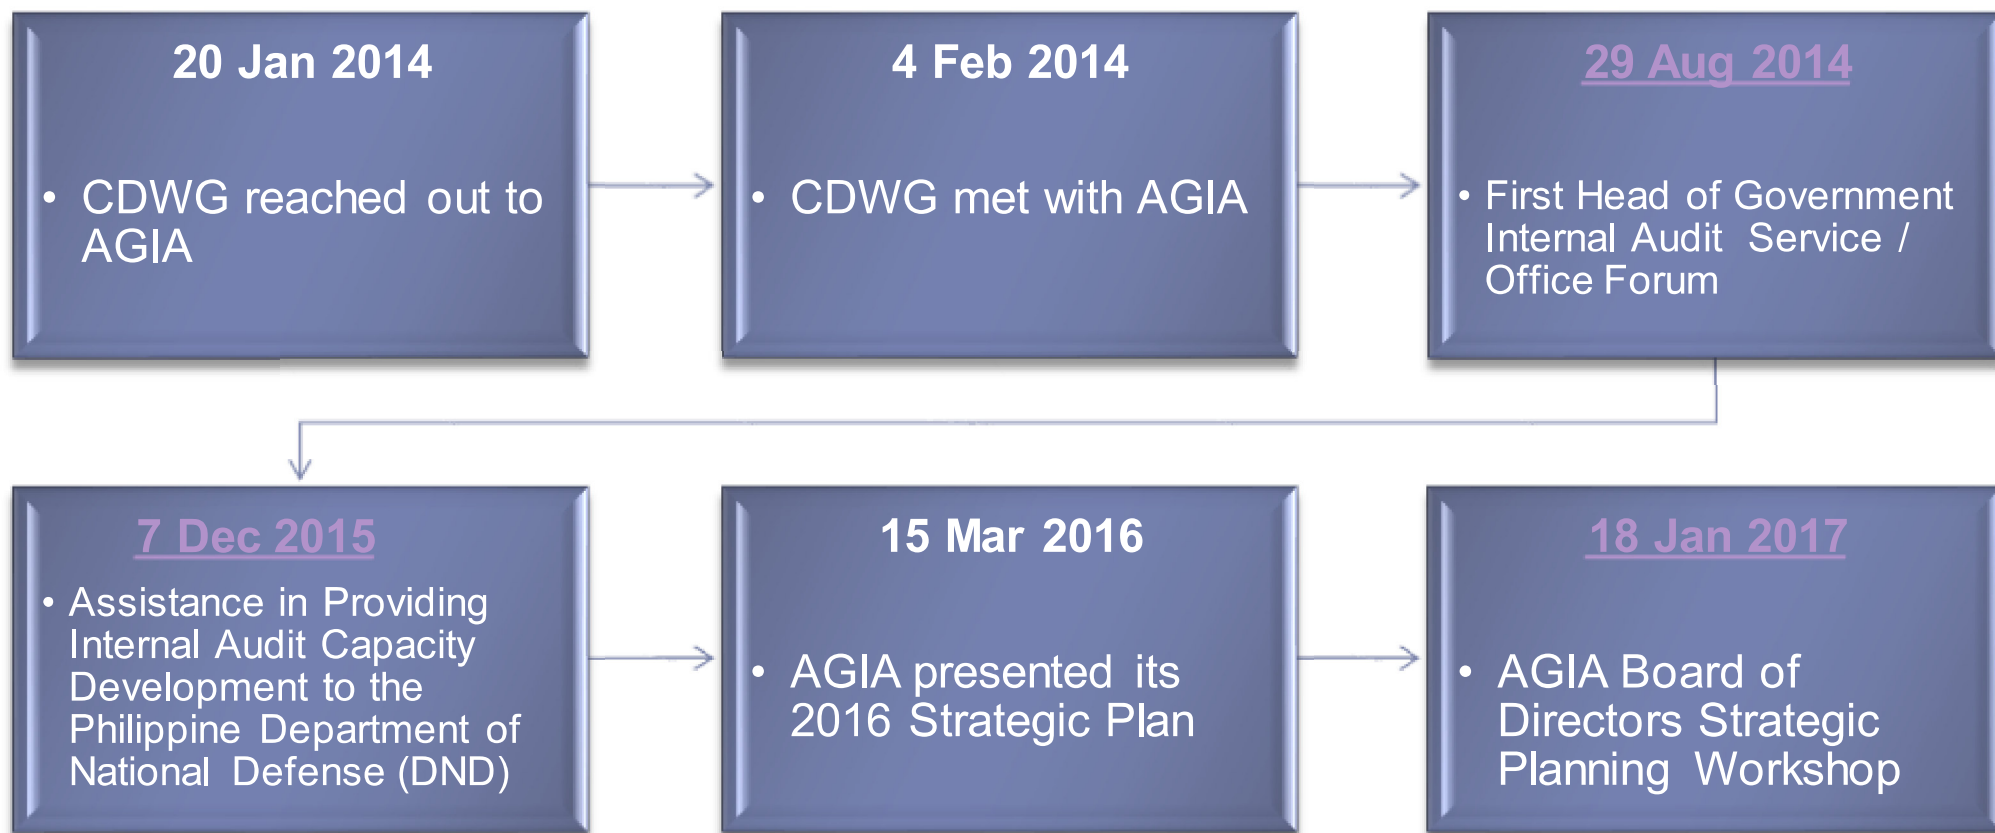 20 Jan 2014
• CDWG reached out to
AGIA
4 Feb 2014
• CDWG met with AGIA
29 Aug 2014
• First Head of Government
Internal Audit Service /
Office Forum
7 Dec 2015
• Assistance in Providing
Internal Audit Capacity
Development to the
Philippine Department of
National Defense (DND)
15 Mar 2016
• AGIA presented its
2016 Strategic Plan
18 Jan 2017
• AGIA Board of
Directors Strategic
Planning Workshop